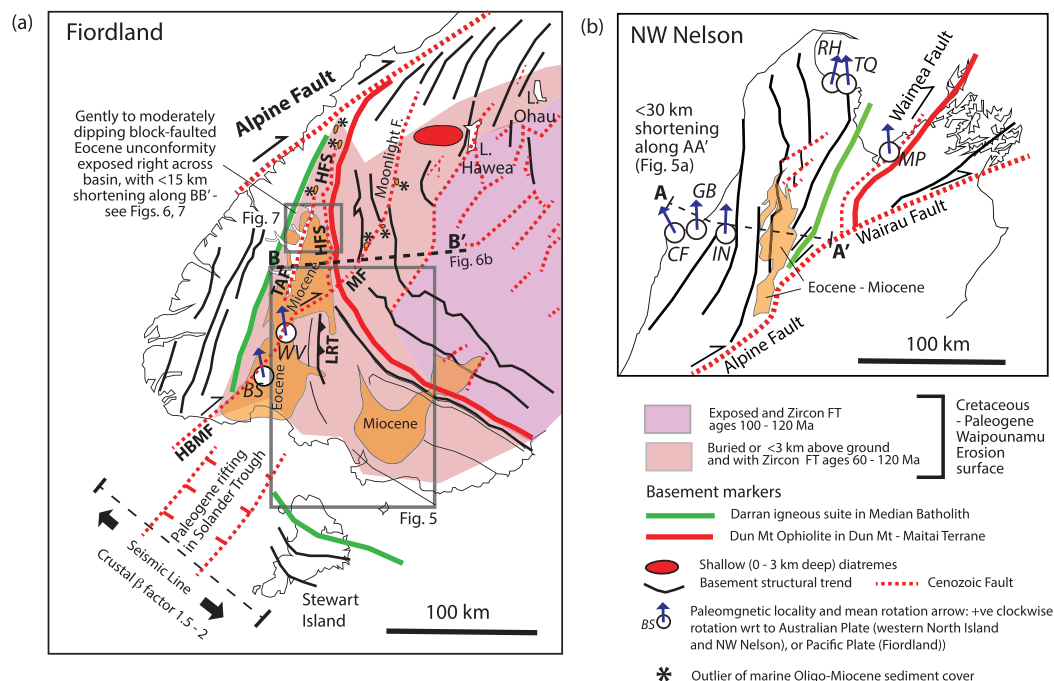 (a)
Fiordland
Alpine Fault
Gently to moderately
dipping block-faulted
Eocene unconformity
exposed right across
basin, with <15 km
shortening along BB' -
see Figs. 6, 7
L.
Ohau
L.
Hawea
Moonlight F.
HFS
Fig. 7
HFS
B
B'
Fig. 6b
TAF
Miocene
MF
WV
LRT
BS
Eocene
Miocene
HBMF
Fig. 5
Paleogene rifting
in Solander Trough
Seismic Line
Crustal β factor 1.5 - 2
Stewart
Island
100 km
(b)
NW Nelson
RH
TQ
Waimea Fault
<30 km
shortening
along AA'
(Fig. 5a)
MP
A
GB
CF
IN
A'
Wairau Fault
Eocene - Miocene
Alpine Fault
100 km
Exposed and Zircon FT
ages 100 - 120 Ma
Buried or <3 km above ground
and with Zircon FT ages 60 - 120 Ma
Cretaceous
- Paleogene
Waipounamu
Erosion
surface
Basement markers
Darran igneous suite in Median Batholith
Dun Mt Ophiolite in Dun Mt - Maitai Terrane
Shallow (0 - 3 km deep) diatremes
Basement structural trend
Cenozoic Fault
BS
Paleomgnetic locality and mean rotation arrow: +ve clockwise
rotation wrt to Australian Plate (western North Island
and NW Nelson), or Pacific Plate (Fiordland))
* Outlier of marine Oligo-Miocene sediment cover